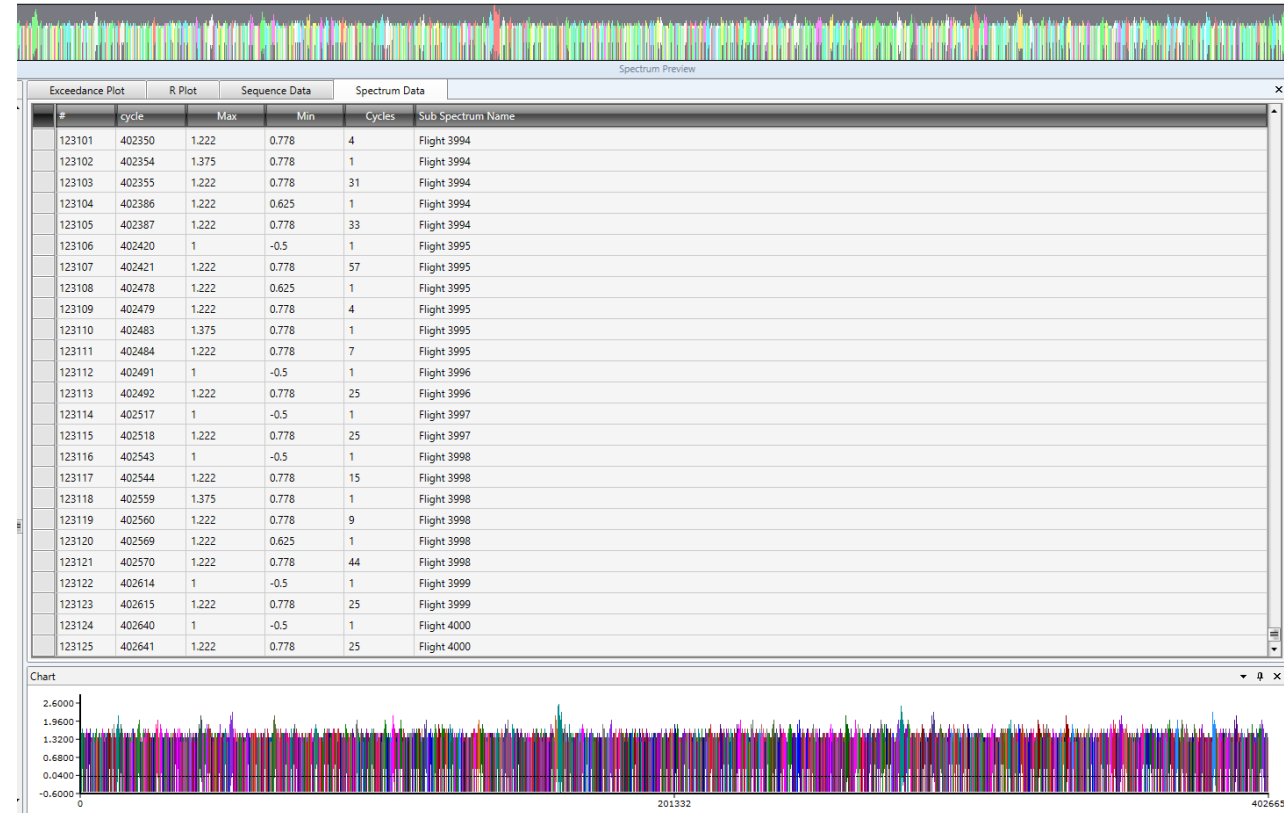 Spectrum Preview
Exceedance Plot R Plot Sequence Data Spectrum Data
# cycle Max Min Cycles Sub Spectrum Name
123101 402350 1.222 0.778 4 Flight 3994
123102 402354 1.375 0.778 1 Flight 3994
123103 402355 1.222 0.778 31 Flight 3994
123104 402386 1.222 0.625 1 Flight 3994
123105 402387 1.222 0.778 33 Flight 3994
123106 402420 1 -0.5 1 Flight 3995
123107 402421 1.222 0.778 57 Flight 3995
123108 402478 1.222 0.625 1 Flight 3995
123109 402479 1.222 0.778 4 Flight 3995
123110 402483 1.375 0.778 1 Flight 3995
123111 402484 1.222 0.778 7 Flight 3995
123112 402491 1 -0.5 1 Flight 3996
123113 402492 1.222 0.778 25 Flight 3996
123114 402517 1 -0.5 1 Flight 3997
123115 402518 1.222 0.778 25 Flight 3997
123116 402543 1 -0.5 1 Flight 3998
123117 402544 1.222 0.778 15 Flight 3998
123118 402559 1.375 0.778 1 Flight 3998
123119 402560 1.222 0.778 9 Flight 3998
123120 402569 1.222 0.625 1 Flight 3998
123121 402570 1.222 0.778 44 Flight 3998
123122 402614 1 -0.5 1 Flight 3999
123123 402615 1.222 0.778 25 Flight 3999
123124 402640 1 -0.5 1 Flight 4000
123125 402641 1.222 0.778 25 Flight 4000
Chart
2.6000
1.9600
1.3200
0.6800
0.0400
-0.6000
0 201332 402665